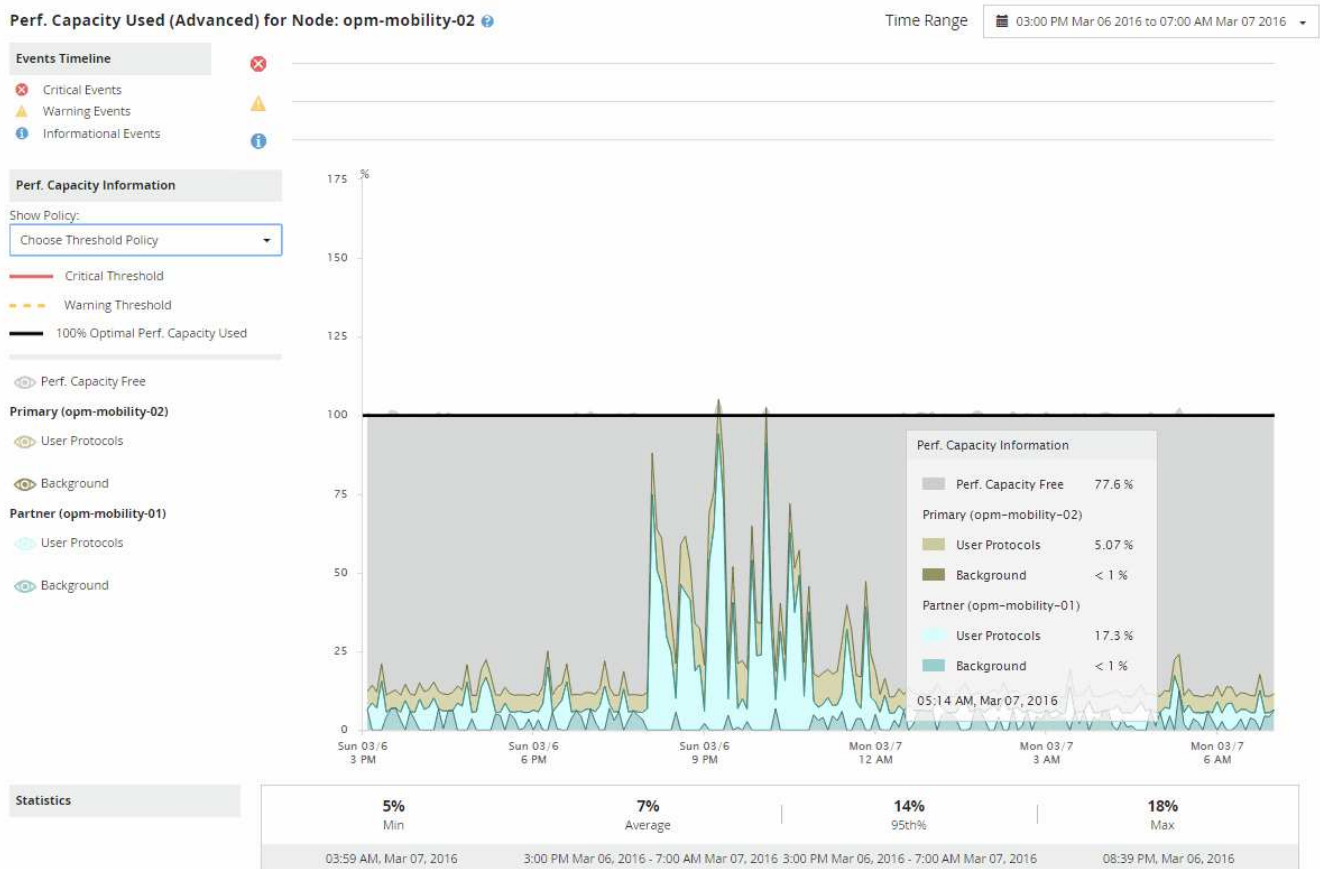 Perf. Capacity Used (Advanced) for Node: opm-mobility-02 ?
Time Range 03:00 PM Mar 06 2016 to 07:00 AM Mar 07 2016
Events Timeline
Critical Events
Warning Events
Informational Events
Perf. Capacity Information
Show Policy:
Choose Threshold Policy
Critical Threshold
Warning Threshold
100% Optimal Perf. Capacity Used
Perf. Capacity Free
Primary (opm-mobility-02)
User Protocols
Background
Partner (opm-mobility-01)
User Protocols
Background
%
175
150
125
100
75
50
25
0
Sun 03/6 Sun 03/6 Sun 03/6 Mon 03/7 Mon 03/7 Mon 03/7
3 PM 6 PM 9 PM 12 AM 3 AM 6 AM
Perf. Capacity Information
Perf. Capacity Free 77.6 %
Primary (opm-mobility-02)
User Protocols 5.07 %
Background < 1 %
Partner (opm-mobility-01)
User Protocols 17.3 %
Background < 1 %
05:14 AM, Mar 07, 2016
Statistics
5% 7% 14% 18%
Min Average 95th% Max
03:59 AM, Mar 07, 2016 3:00 PM Mar 06, 2016 - 7:00 AM Mar 07, 2016 3:00 PM Mar 06, 2016 - 7:00 AM Mar 07, 2016 08:39 PM, Mar 06, 2016